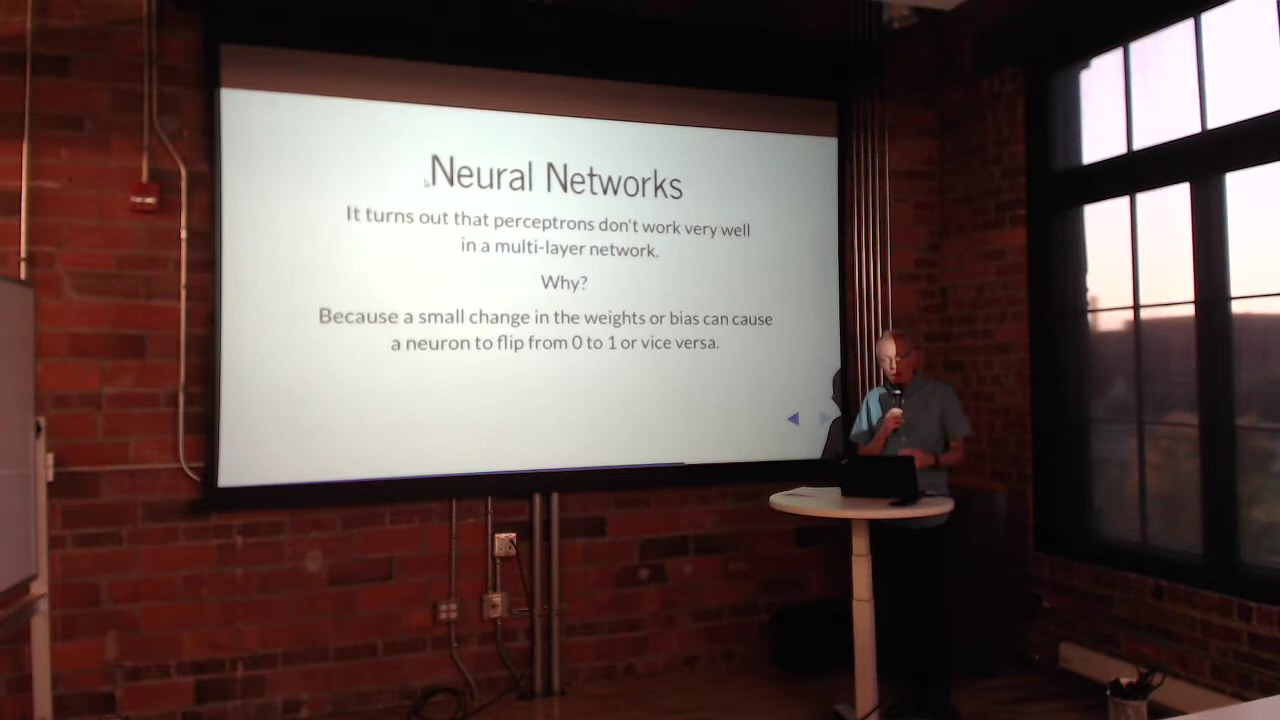 Neural Networks
It turns out that perceptrons don't work very well
in a multi-layer network.
Why?
Because a small change in the weights or bias can cause
a neuron to flip from 0 to 1 or vice versa.